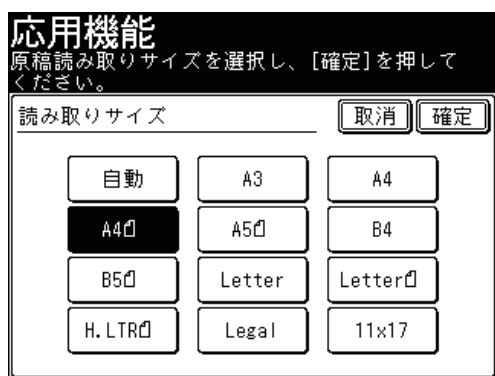 応用機能
原稿読み取りサイズを選択し、[確定]を押して
ください。
読み取りサイズ 取消 確定
自動 A3 A4
A4 A5 B4
B5 Letter Letter
H.LTR Legal 11x17